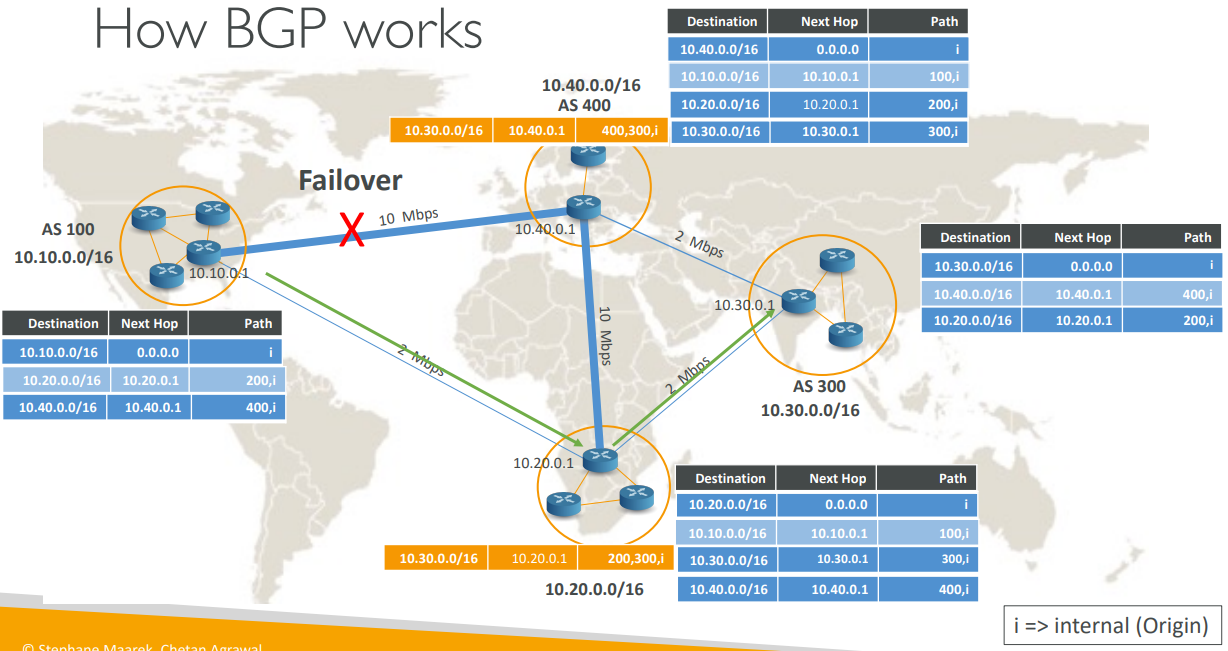 How BGP works
Destination Next Hop Path
10.40.0.0/16 0.0.0.0 i
10.10.0.0/16 10.10.0.1 100,i
10.20.0.0/16 10.20.0.1 200,i
10.30.0.0/16 10.30.0.1 300,i
10.40.0.0/16
AS 400
10.30.0.0/16 10.40.0.1 400,300,i
Failover
X
10 Mbps
10.40.0.1
AS 100
10.10.0.0/16
10.10.0.1
2 Mbps
10.30.0.1
Destination Next Hop Path
10.30.0.0/16 0.0.0.0 i
10.40.0.0/16 10.40.0.1 400,i
10.20.0.0/16 10.20.0.1 200,i
Destination Next Hop Path
10.10.0.0/16 0.0.0.0 i
10.20.0.0/16 10.20.0.1 200,i
10.40.0.0/16 10.40.0.1 400,i
10 Mbps
2 Mbps
2 Mbps
AS 300
10.30.0.0/16
10.20.0.1
Destination Next Hop Path
10.20.0.0/16 0.0.0.0 i
10.10.0.0/16 10.10.0.1 100,i
10.30.0.0/16 10.30.0.1 300,i
10.40.0.0/16 10.40.0.1 400,i
10.30.0.0/16 10.20.0.1 200,300,i
10.20.0.0/16
i => internal (Origin)
© Stephane Maarek, Chetan Agrawal